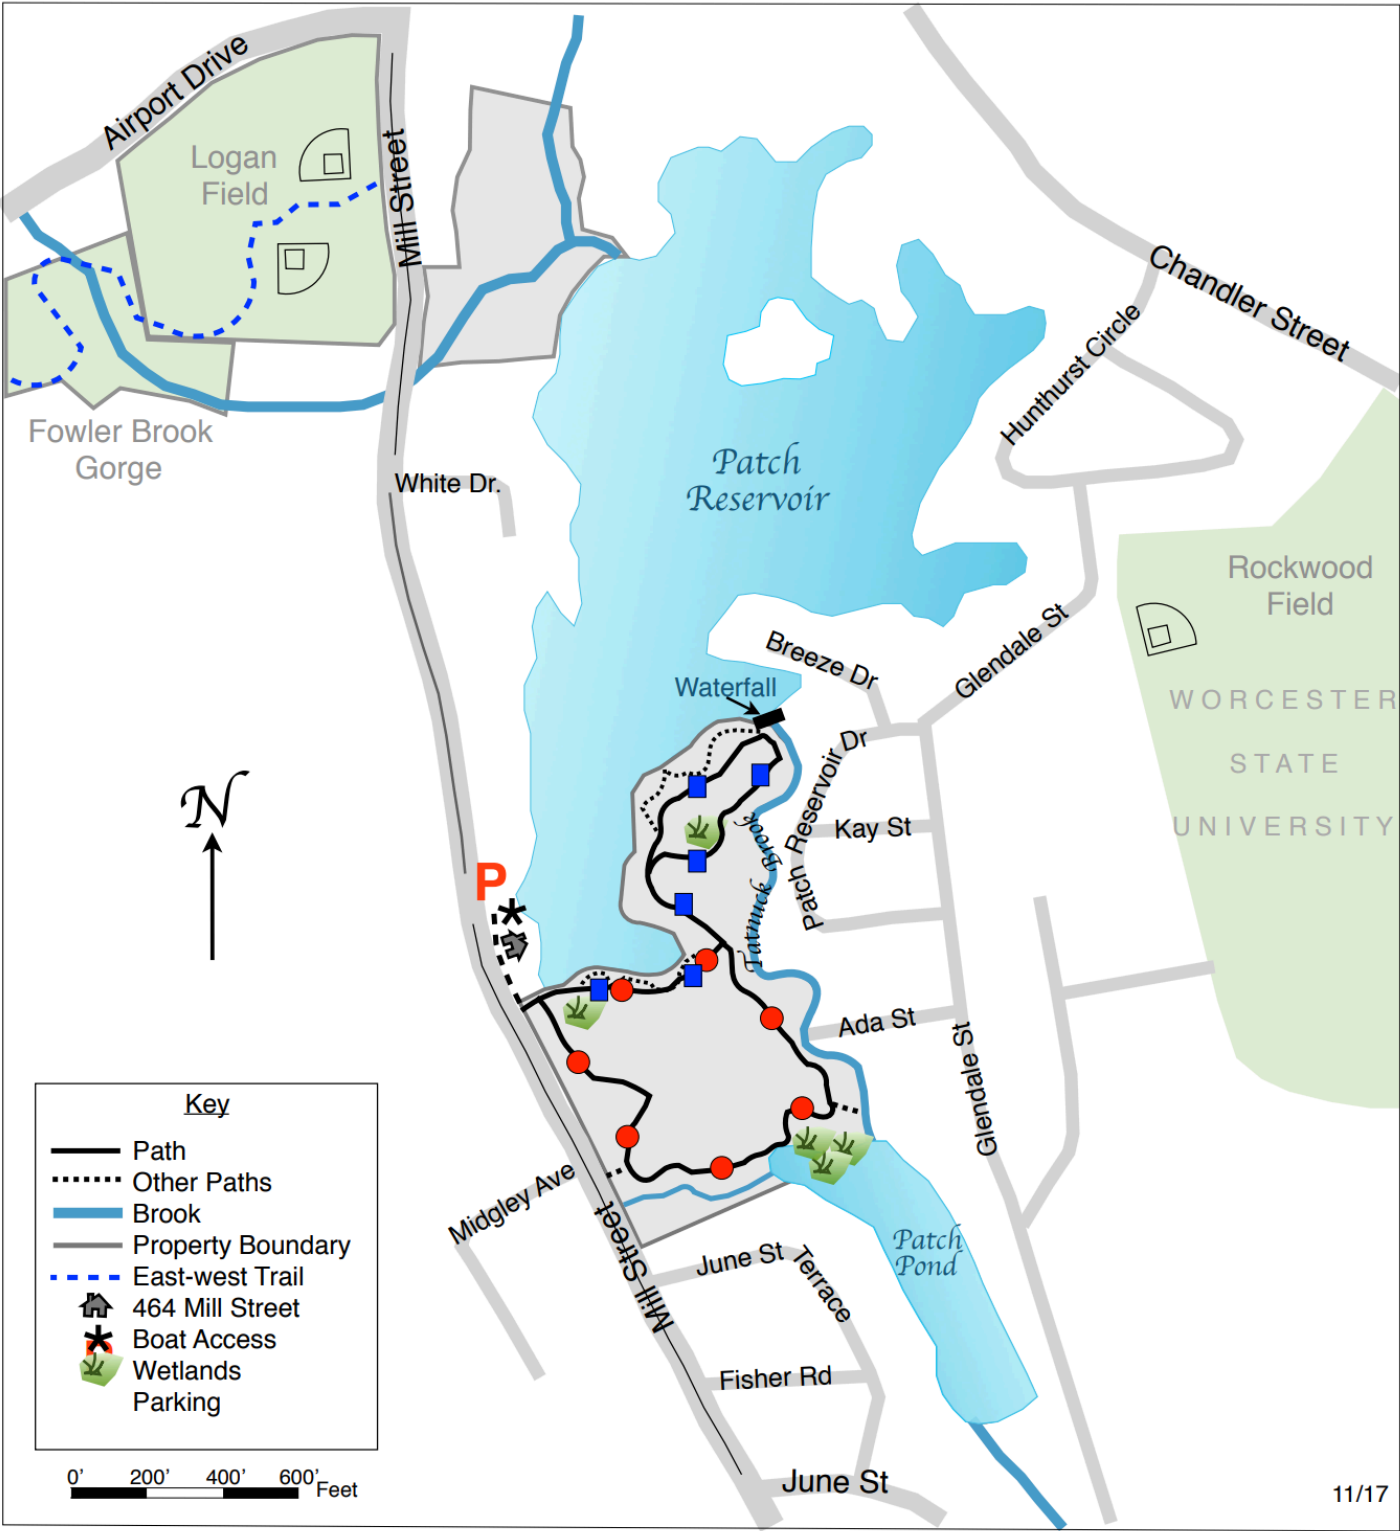 Airport Drive
Logan
Field
Mill Street
Chandler Street
Hunthurst Circle
Fowler Brook
Gorge
White Dr.
Patch
Reservoir
Rockwood
Field
WORCESTER
STATE
UNIVERSITY
Breeze Dr
Glendale St
Waterfall
Patch Reservoir Dr
Kay St
Tatnuck Brook
N
P
Ada St
Glendale St
Midgley Ave
Mill Street
Patch
Pond
June St Terrace
Fisher Rd
June St
Key
Path
Other Paths
Brook
Property Boundary
East-west Trail
464 Mill Street
Boat Access
Wetlands
Parking
0' 200' 400' 600' Feet
11/17